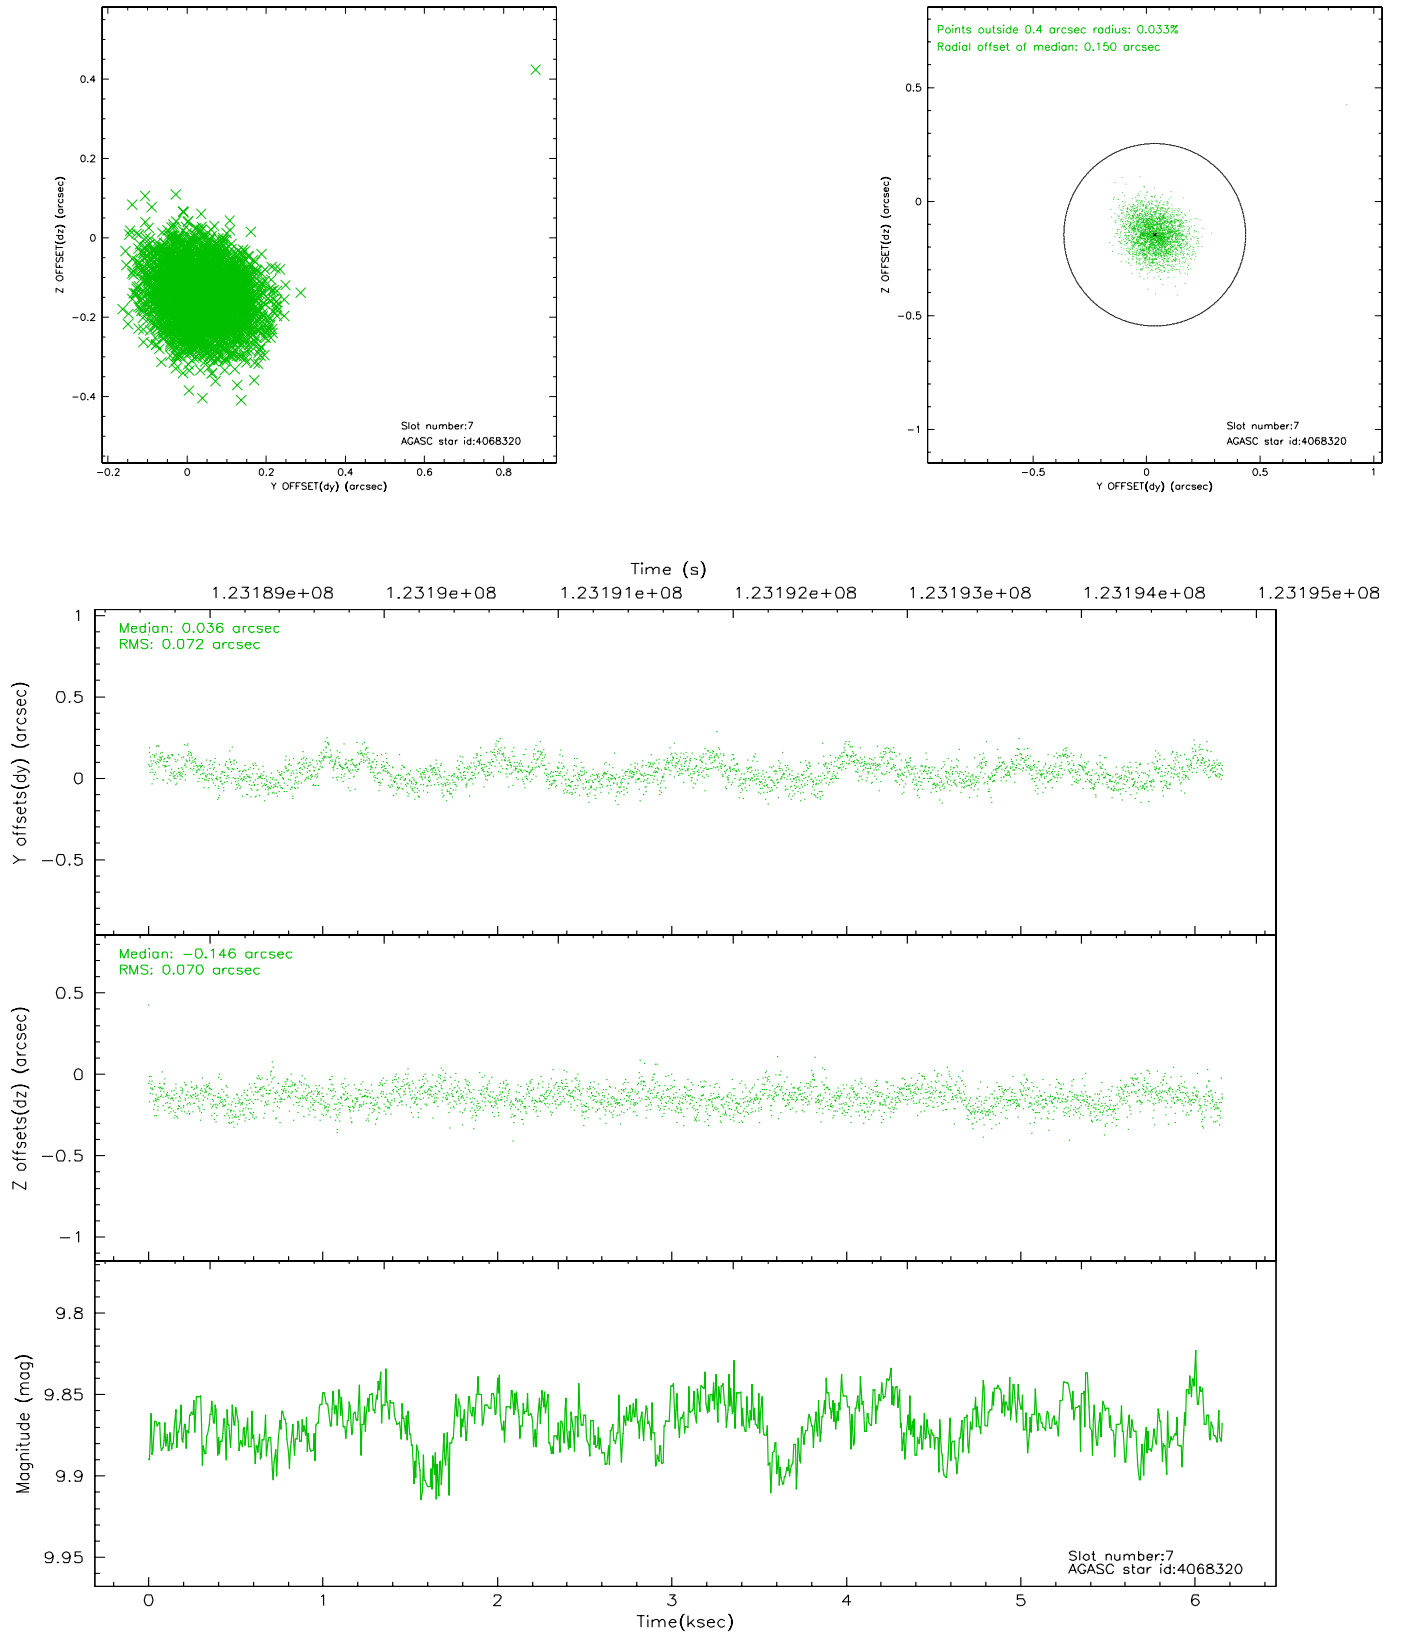 0.4
0.2
0
−0.2
−0.4
Z OFFSET(dz) (arcsec)
Slot number:7
AGASC star id:4068320
−0.2 0 0.2 0.4 0.6 0.8
Y OFFSET(dy) (arcsec)
Points outside 0.4 arcsec radius: 0.033%
Radial offset of median: 0.150 arcsec
0.5
0
−0.5
−1
Z OFFSET(dz) (arcsec)
Slot number:7
AGASC star id:4068320
−0.5 0 0.5 1
Y OFFSET(dy) (arcsec)
Time (s)
1.23189e+08 1.2319e+08 1.23191e+08 1.23192e+08 1.23193e+08 1.23194e+08 1.23195e+08
Median: 0.036 arcsec
RMS: 0.072 arcsec
1
0.5
0
−0.5
Y offsets(dy) (arcsec)
Median: −0.146 arcsec
RMS: 0.070 arcsec
0.5
0
−0.5
−1
Z offsets(dz) (arcsec)
9.8
9.85
9.9
9.95
Magnitude (mag)
Slot number:7
AGASC star id:4068320
0 1 2 3 4 5 6
Time(ksec)